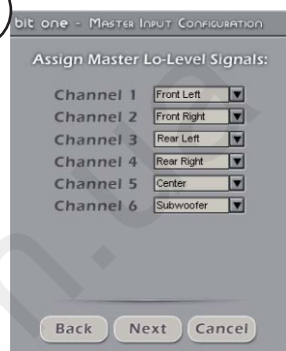 bit one - Master Input Configuration
Assign Master Lo-Level Signals:
Channel 1 Front Left
Channel 2 Front Right
Channel 3 Rear Left
Channel 4 Rear Right
Channel 5 Center
Channel 6 Subwoofer
Back Next Cancel